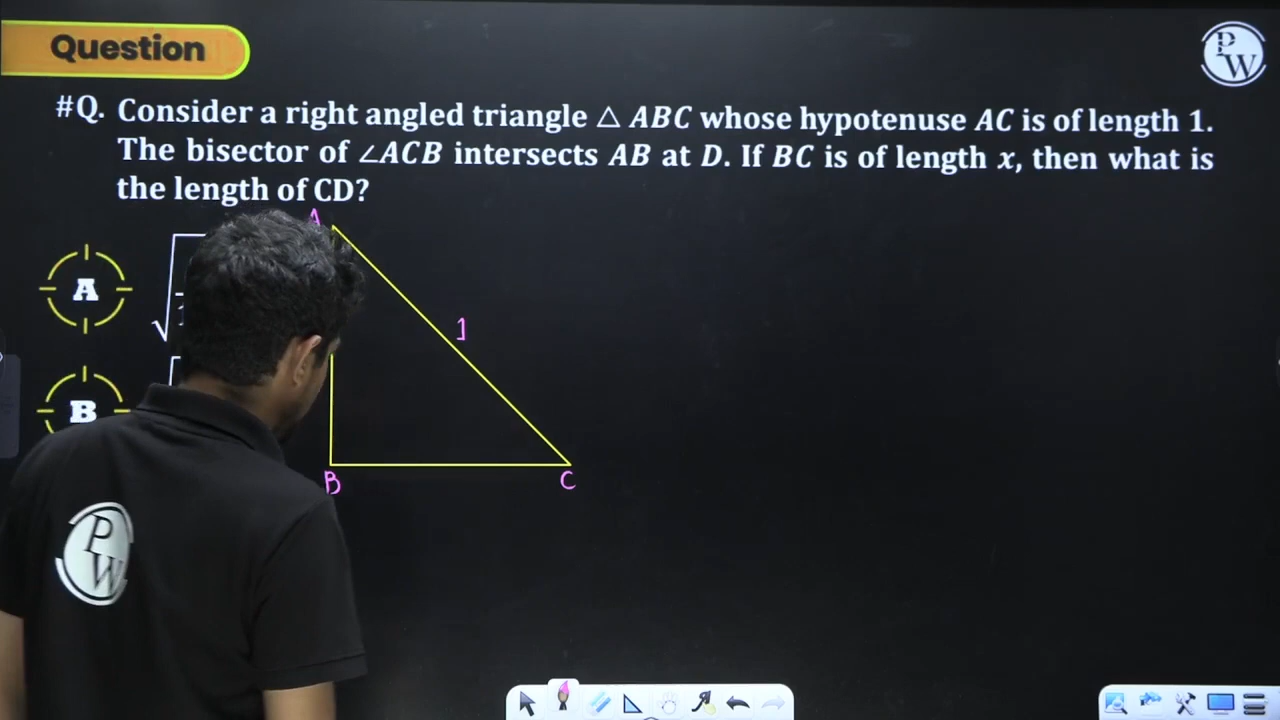 Question
P
W
#Q. Consider a right angled triangle △ ABC whose hypotenuse AC is of length 1.
The bisector of ∠ACB intersects AB at D. If BC is of length x, then what is
the length of CD?
A
1
B
B
C
P
W